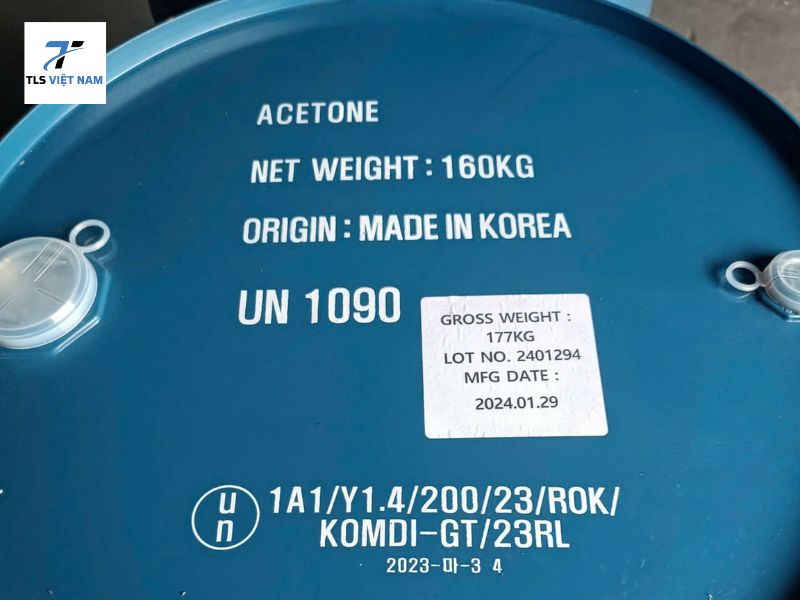 TLS VIỆT NAM
ACETONE
NET WEIGHT : 160KG
ORIGIN : MADE IN KOREA
UN 1090
GROSS WEIGHT :
177KG
LOT NO. 2401294
MFG DATE :
2024.01.29
un
1A1/Y1.4/200/23/ROK/
KOMDI-GT/23RL
2023-마-3 4